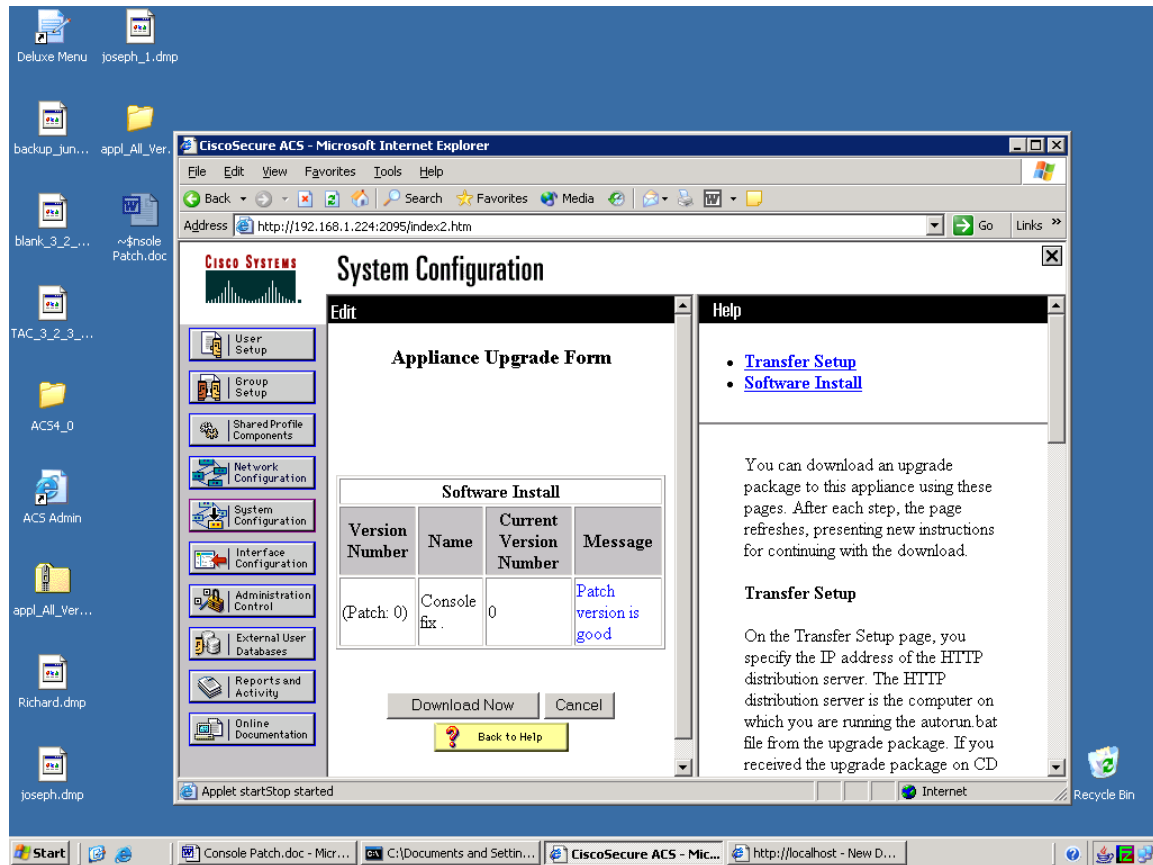 Deluxe Menu
joseph_1.dmp
backup_jun...
appl_All_Ver.
blank_3_2_...
~$nsole
Patch.doc
TAC_3_2_3_...
ACS4_0
ACS Admin
appl_All_Ver...
Richard.dmp
joseph.dmp
Recycle Bin
CiscoSecure ACS - Microsoft Internet Explorer
File Edit View Favorites Tools Help
Back Search Favorites Media
Address http://192.168.1.224:2095/index2.htm Go Links »
CISCO SYSTEMS
System Configuration
User
Setup
Group
Setup
Shared Profile
Components
Network
Configuration
System
Configuration
Interface
Configuration
Administration
Control
External User
Databases
Reports and
Activity
Online
Documentation
Edit
Appliance Upgrade Form
Software Install
Version
Number
Name
Current
Version
Number
Message
(Patch: 0)
Console
fix .
0
Patch
version is
good
Download Now
Cancel
? Back to Help
Help
• Transfer Setup
• Software Install
You can download an upgrade
package to this appliance using these
pages. After each step, the page
refreshes, presenting new instructions
for continuing with the download.
Transfer Setup
On the Transfer Setup page, you
specify the IP address of the HTTP
distribution server. The HTTP
distribution server is the computer on
which you are running the autorun.bat
file from the upgrade package. If you
received the upgrade package on CD
Applet startStop started
Internet
Start
Console Patch.doc - Micr...
C:\Documents and Settin...
CiscoSecure ACS - Mic...
http://localhost - New D...